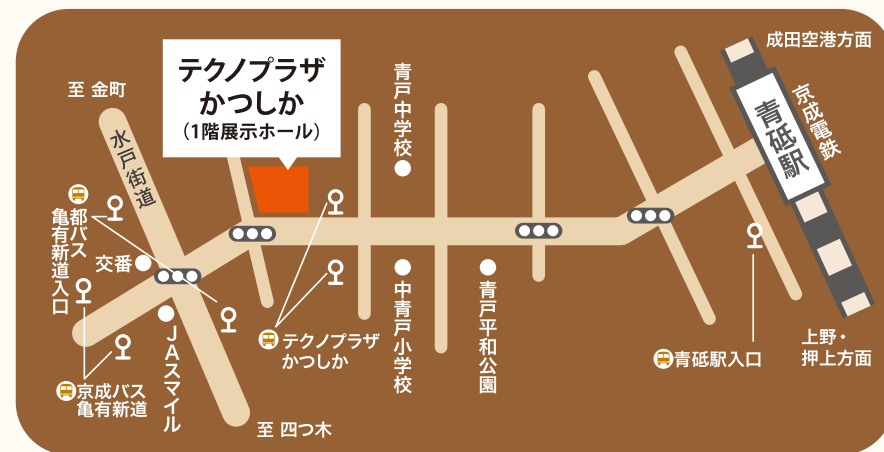 テクノプラザ
かつしか
（1階展示ホール）
至 金町
水戸街道
都バス
亀有新道入口
交番
JAスマイル
京成バス
亀有新道
至 四つ木
テクノプラザ
かつしか
青戸中学校
中青戸小学校
青戸平和公園
成田空港方面
京成電鉄
青砥駅
青砥駅入口
上野・
押上方面